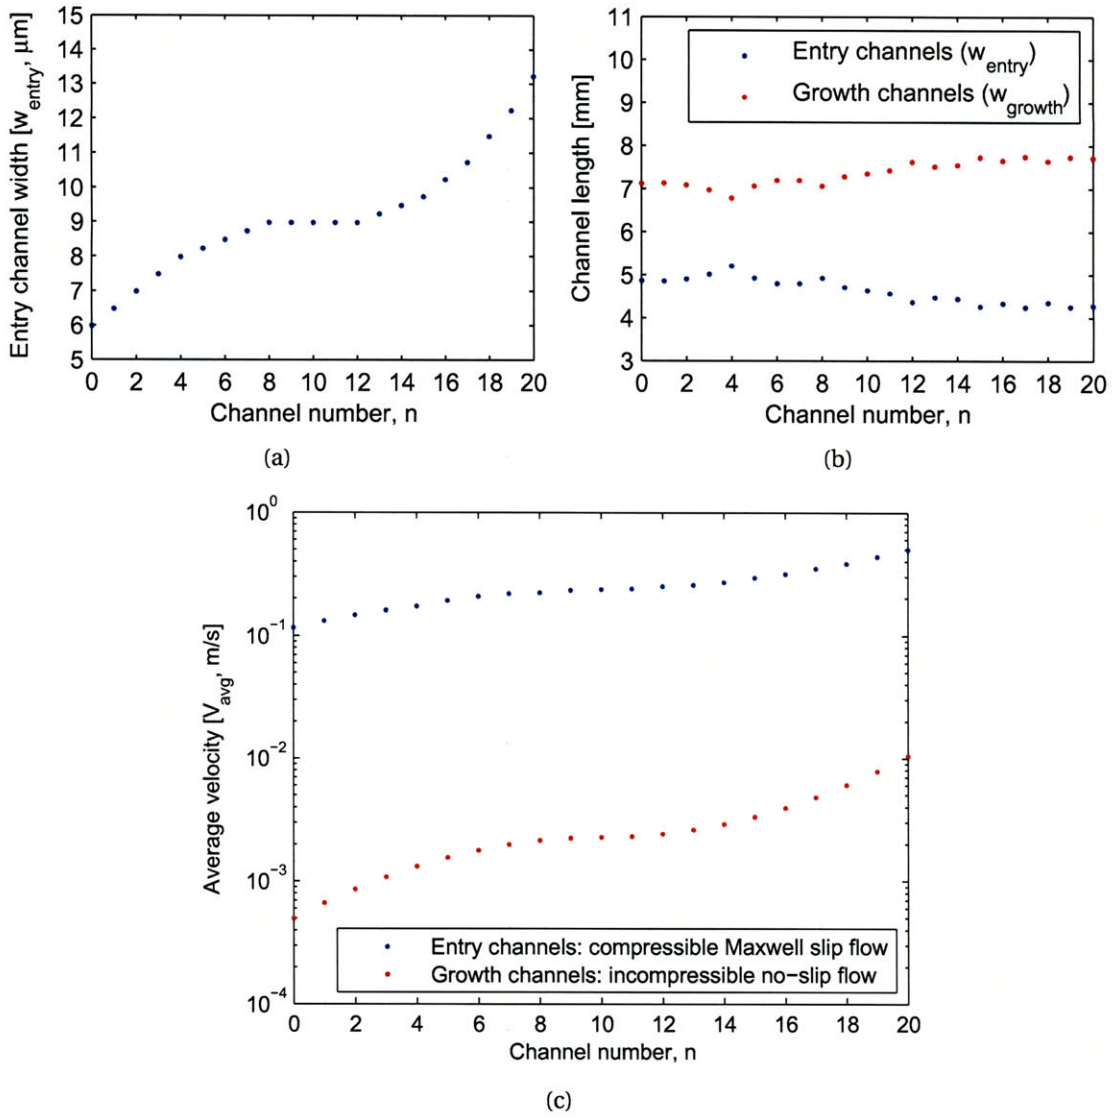 15
14
13
12
11
10
9
8
7
6
5
Entry channel width [w_entry, μm]
0 2 4 6 8 10 12 14 16 18 20
Channel number, n
(a)
11
10
9
8
7
6
5
4
3
Channel length [mm]
Entry channels (w_entry)
Growth channels (w_growth)
0 2 4 6 8 10 12 14 16 18 20
Channel number, n
(b)
10^0
10^−1
10^−2
10^−3
10^−4
Average velocity [V_avg, m/s]
Entry channels: compressible Maxwell slip flow
Growth channels: incompressible no−slip flow
0 2 4 6 8 10 12 14 16 18 20
Channel number, n
(c)